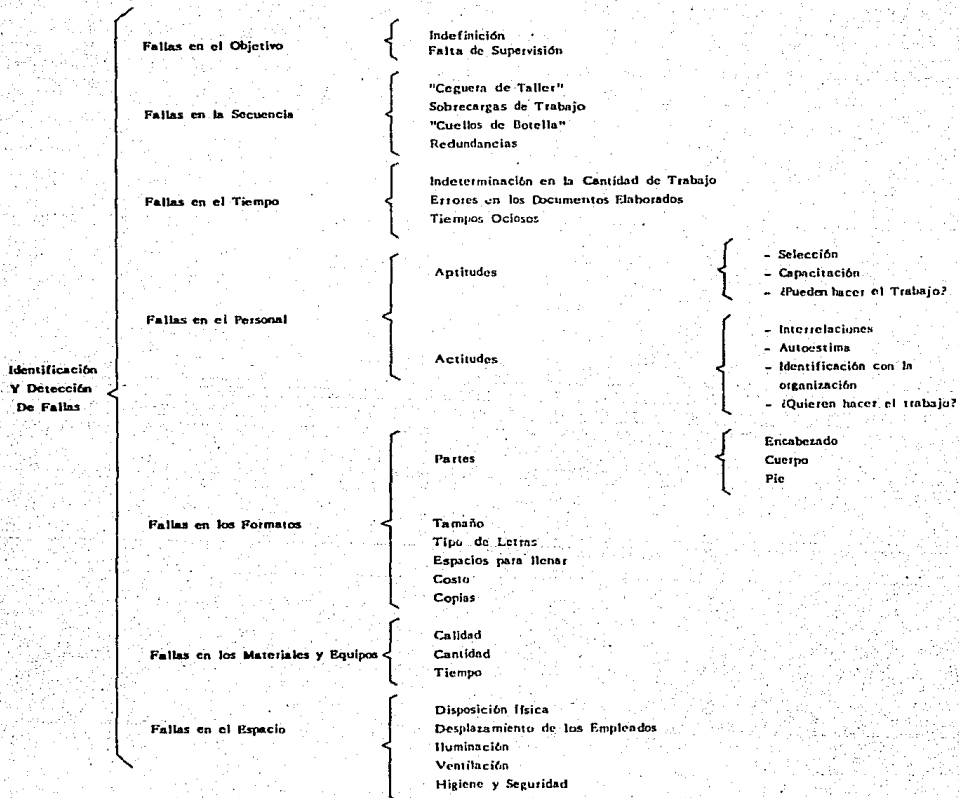 Fallas en el Objetivo
Indefinición
Falta de Supervisión
Fallas en la Secuencia
"Ceguera de Taller"
Sobrecargas de Trabajo
"Cuellos de Botella"
Redundancias
Fallas en el Tiempo
Indeterminación en la Cantidad de Trabajo
Errores en los Documentos Elaborados
Tiempos Ociosos
Fallas en el Personal
Aptitudes
- Selección
- Capacitación
- ¿Pueden hacer el Trabajo?
Actitudes
- Interrelaciones
- Autoestima
- Identificación con la
organización
- ¿Quieren hacer el trabajo?
Identificación
Y Detección
De Fallas
Fallas en los Formatos
Partes
Encabezado
Cuerpo
Pie
Tamaño
Tipo de Letras
Espacios para llenar
Costo
Copias
Fallas en los Materiales y Equipos
Calidad
Cantidad
Tiempo
Fallas en el Espacio
Disposición física
Desplazamiento de los Empleados
Iluminación
Ventilación
Higiene y Seguridad